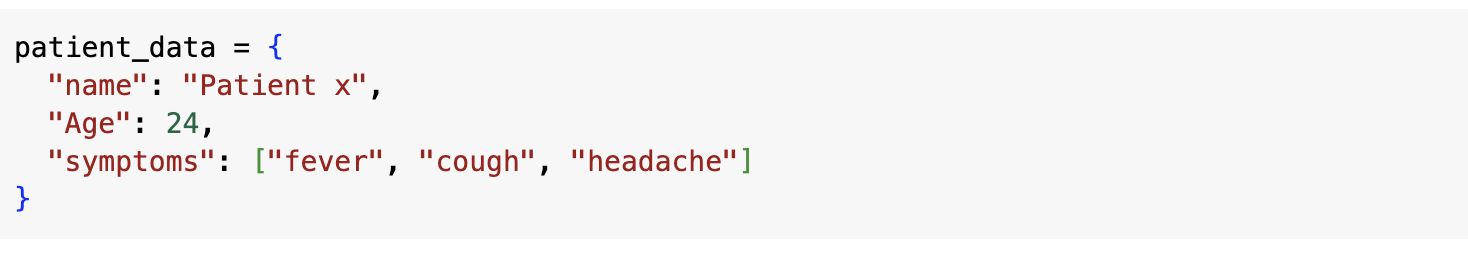 patient_data = {
  "name": "Patient x",
  "Age": 24,
  "symptoms": ["fever", "cough", "headache"]
}